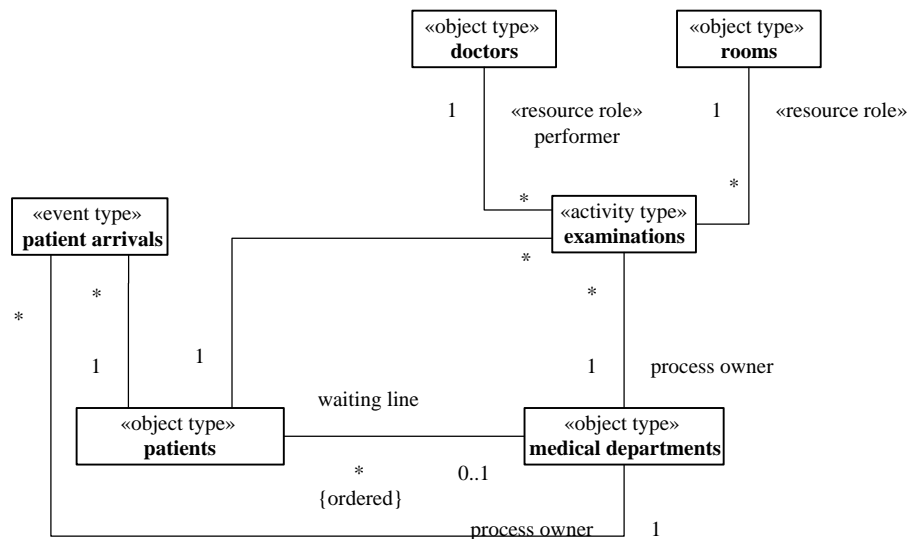 «object type»
doctors
«object type»
rooms
1
«resource role»
performer
1
«resource role»
*
*
«event type»
patient arrivals
«activity type»
examinations
*
*
*
*
1
1
1
process owner
waiting line
«object type»
patients
«object type»
medical departments
*
{ordered}
0..1
process owner
1